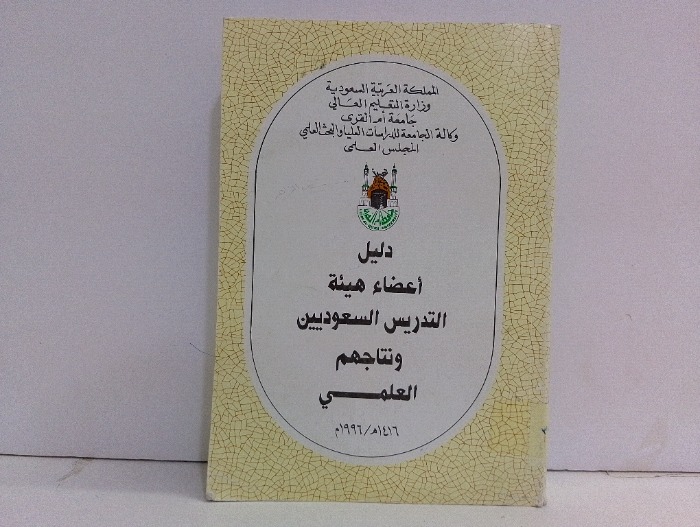 المملكة العربية السعودية
وزارة التعليم العالي
جامعة أم القرى
وكالة الجامعة للدراسات العليا والبحث العلمي
المجلس العلمي
دليل
أعضاء هيئة
التدريس السعوديين
ونتاجهم
العلمــــي
١٤١٦هـ/١٩٩٦م